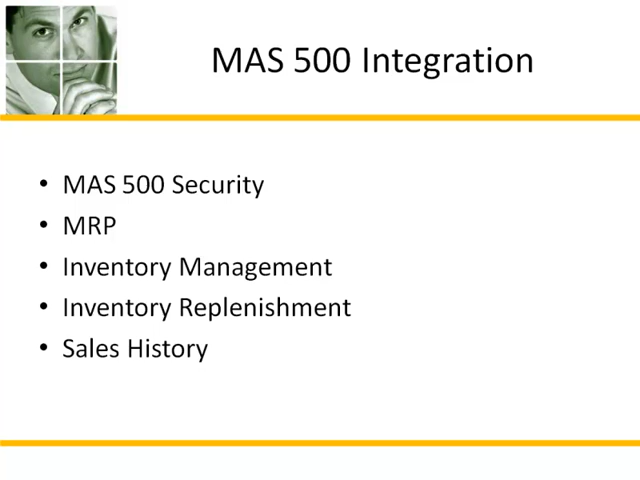 MAS 500 Integration
• MAS 500 Security
• MRP
• Inventory Management
• Inventory Replenishment
• Sales History